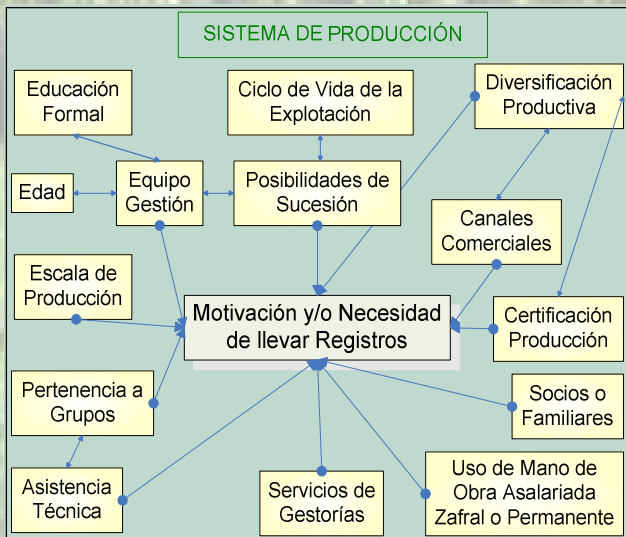 SISTEMA DE PRODUCCIÓN
Educación
Formal
Ciclo de Vida de la
Explotación
Diversificación
Productiva
Edad
Equipo
Gestión
Posibilidades de
Sucesión
Canales
Comerciales
Escala de
Producción
Motivación y/o Necesidad
de llevar Registros
Certificación
Producción
Pertenencia a
Grupos
Socios o
Familiares
Asistencia
Técnica
Servicios de
Gestorías
Uso de Mano de
Obra Asalariada
Zafral o Permanente